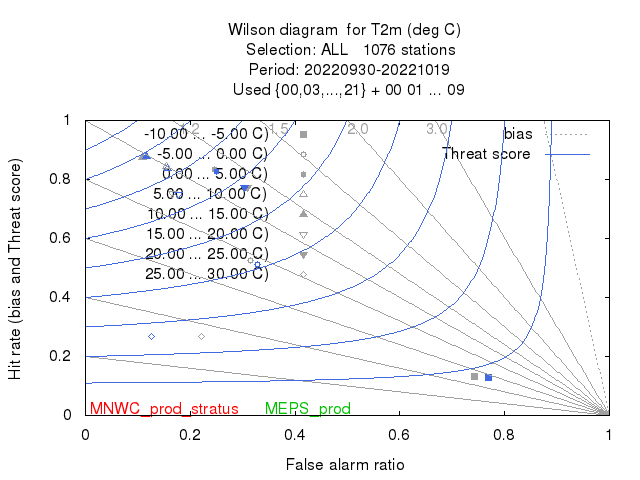 Wilson diagram  for T2m (deg C)
Selection: ALL   1076 stations
Period: 20220930-20221019
Used {00,03,...,21} + 00 01 ... 09
Hit rate (bias and Threat score)
1
0.8
0.6
0.4
0.2
0
1.2
1.5
2.0
3.0
-10.00 ... -5.00 C)
-5.00 ... 0.00 C)
0.00 ... 5.00 C)
5.00 ... 10.00 C)
10.00 ... 15.00 C)
15.00 ... 20.00 C)
20.00 ... 25.00 C)
25.00 ... 30.00 C)
bias
Threat score
MNWC_prod_stratus
MEPS_prod
0 0.2 0.4 0.6 0.8 1
False alarm ratio